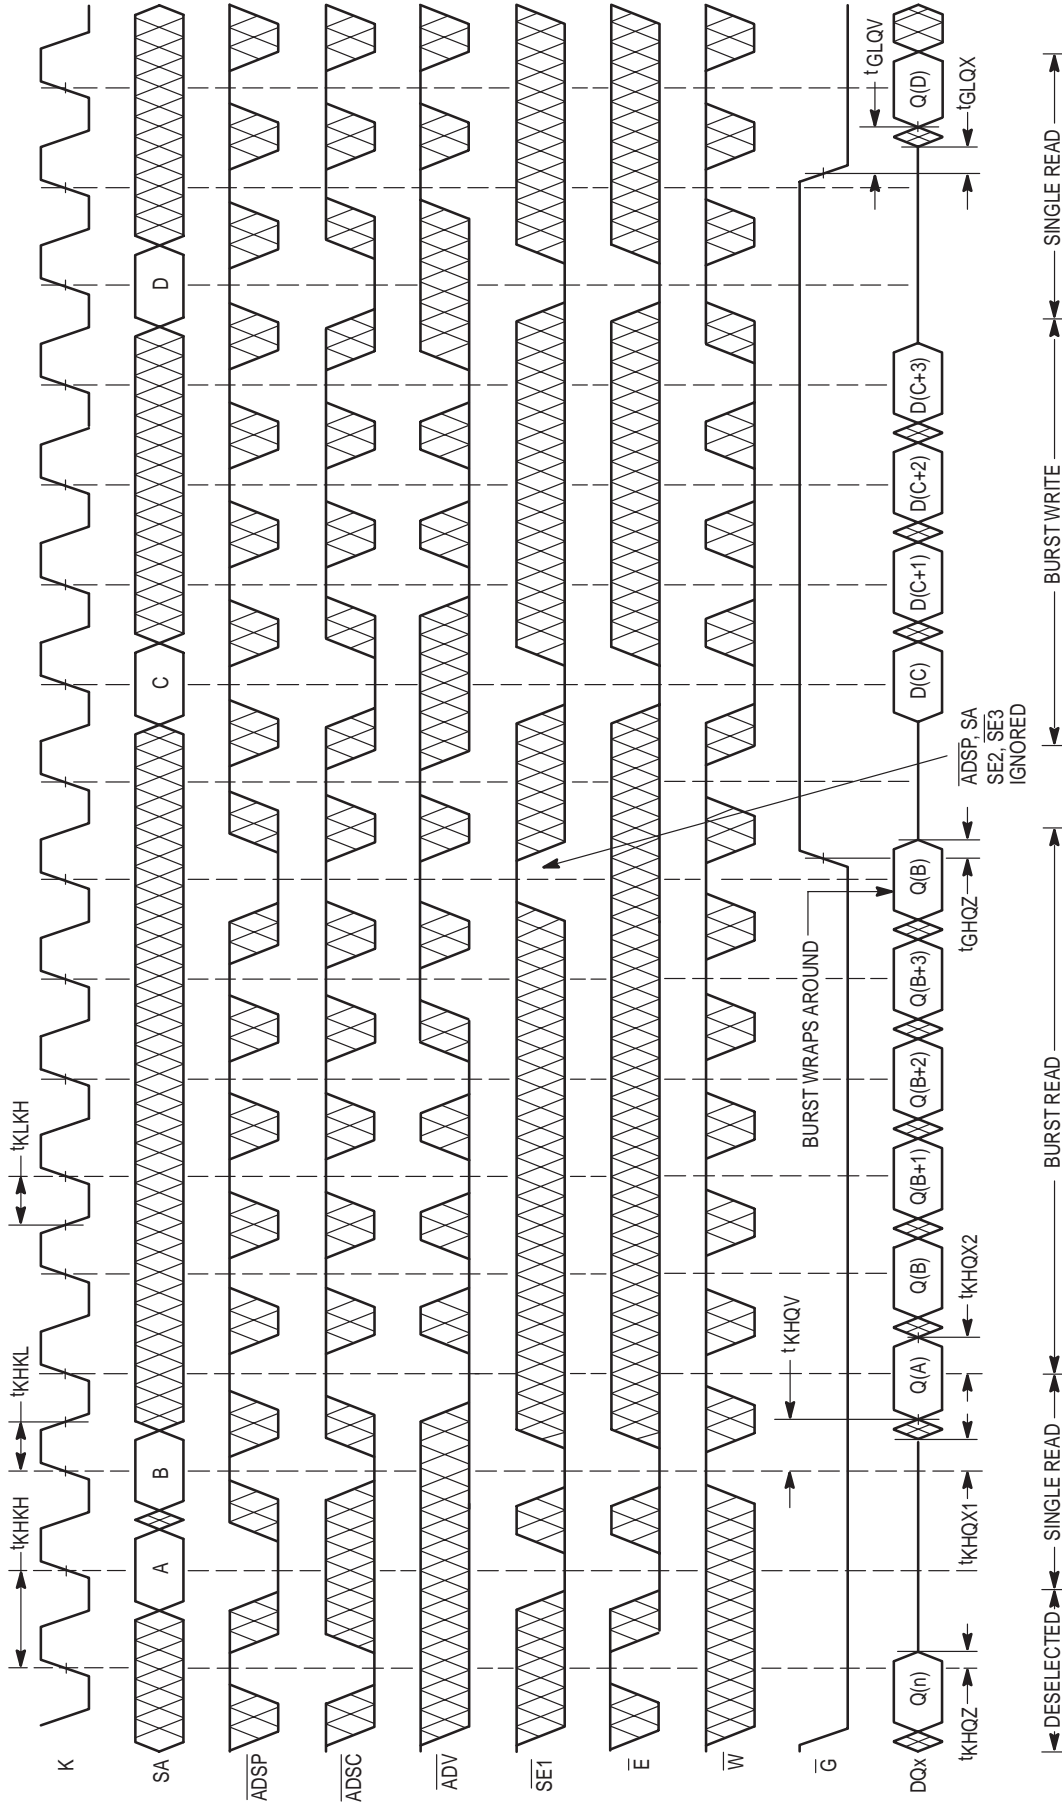 tKHKH
tKHKL
tKLKH
K
SA
A
B
C
D
ADSP
ADSC
ADV
SE1
E
W
G
DQx
Q(n)
Q(A)
Q(B)
Q(B+1)
Q(B+2)
Q(B+3)
Q(B)
D(C)
D(C+1)
D(C+2)
D(C+3)
Q(D)
tKHQZ
tKHQX1
tKHQV
tKHQX2
BURST WRAPS AROUND
tGHQZ
ADSP, SA
SE2, SE3
IGNORED
tGLQV
tGLQX
DESELECTED
SINGLE READ
BURST READ
BURST WRITE
SINGLE READ